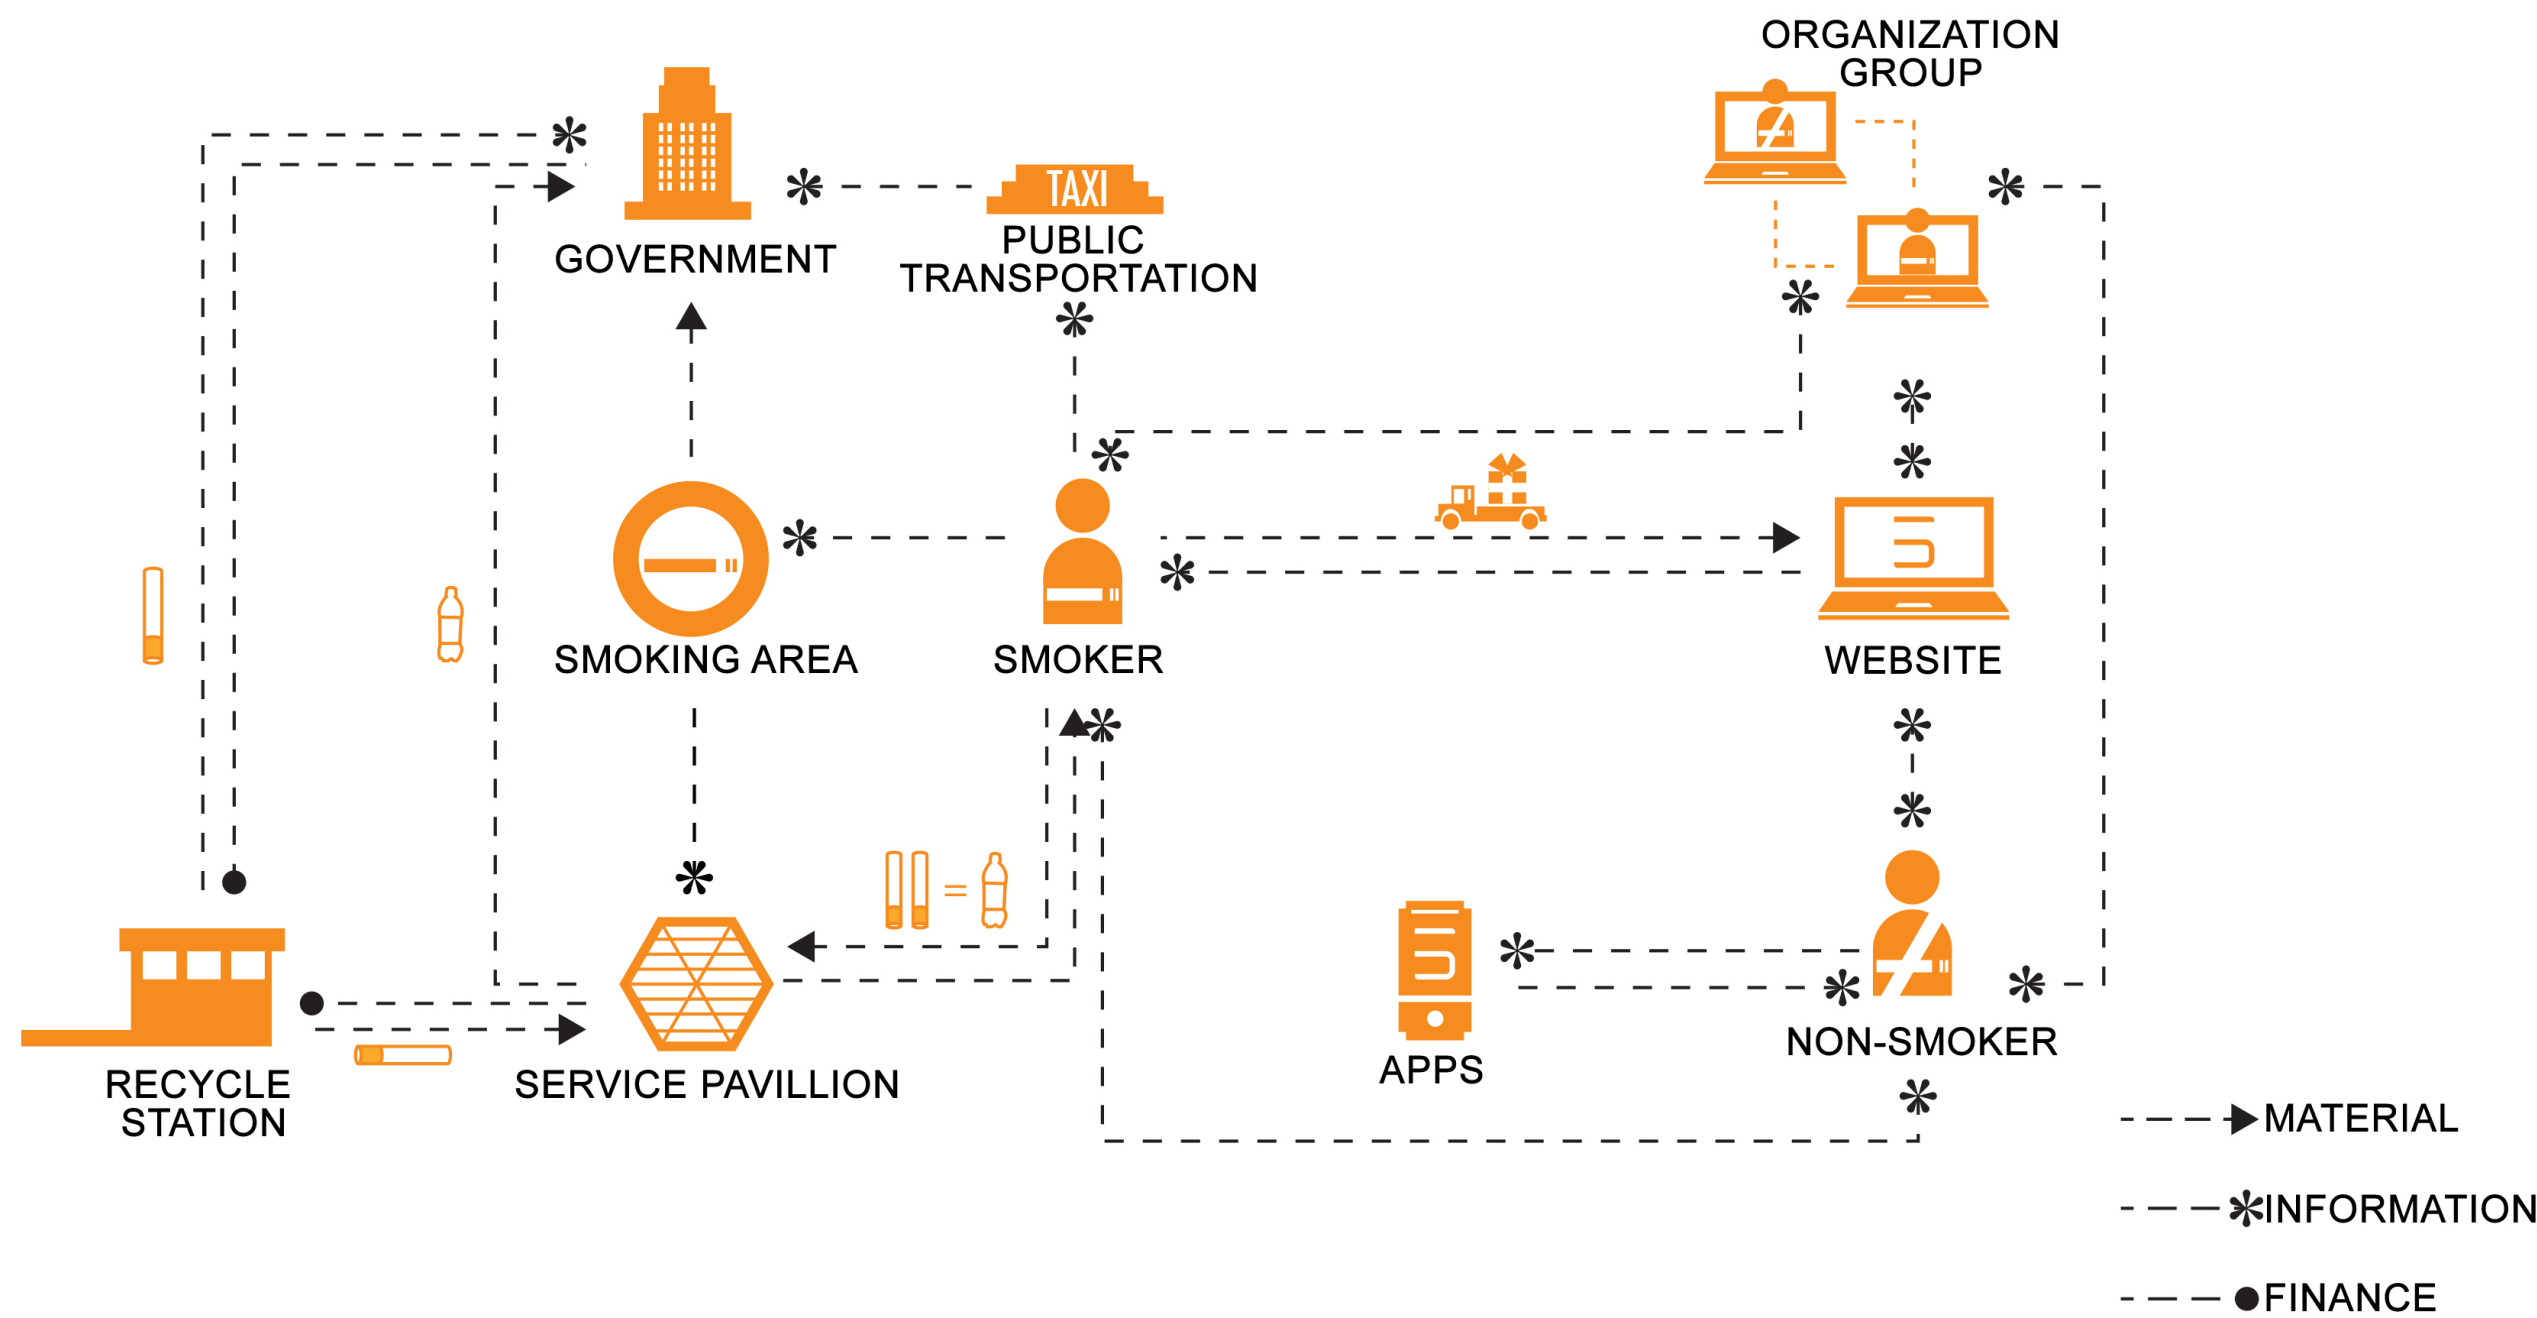 ORGANIZATION
GROUP
TAXI
GOVERNMENT
PUBLIC
TRANSPORTATION
SMOKING AREA
SMOKER
WEBSITE
=
RECYCLE
STATION
SERVICE PAVILLION
APPS
NON-SMOKER
MATERIAL
INFORMATION
FINANCE